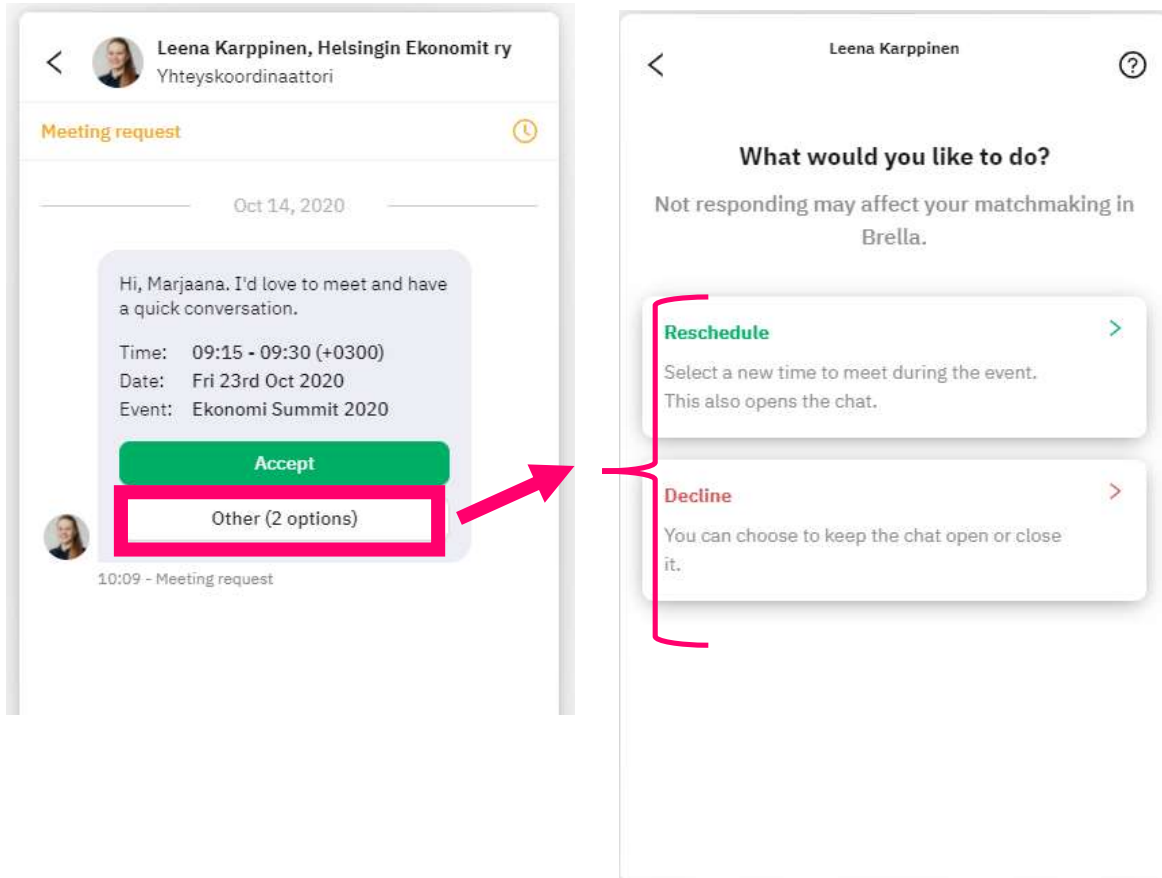 Leena Karppinen, Helsingin Ekonomit ry
Yhteyskoordinaattori
Meeting request
Oct 14, 2020
Hi, Marjaana. I'd love to meet and have
a quick conversation.
Time: 09:15 - 09:30 (+0300)
Date: Fri 23rd Oct 2020
Event: Ekonomi Summit 2020
Accept
Other (2 options)
10:09 - Meeting request
Leena Karppinen
What would you like to do?
Not responding may affect your matchmaking in
Brella.
Reschedule
Select a new time to meet during the event.
This also opens the chat.
Decline
You can choose to keep the chat open or close
it.